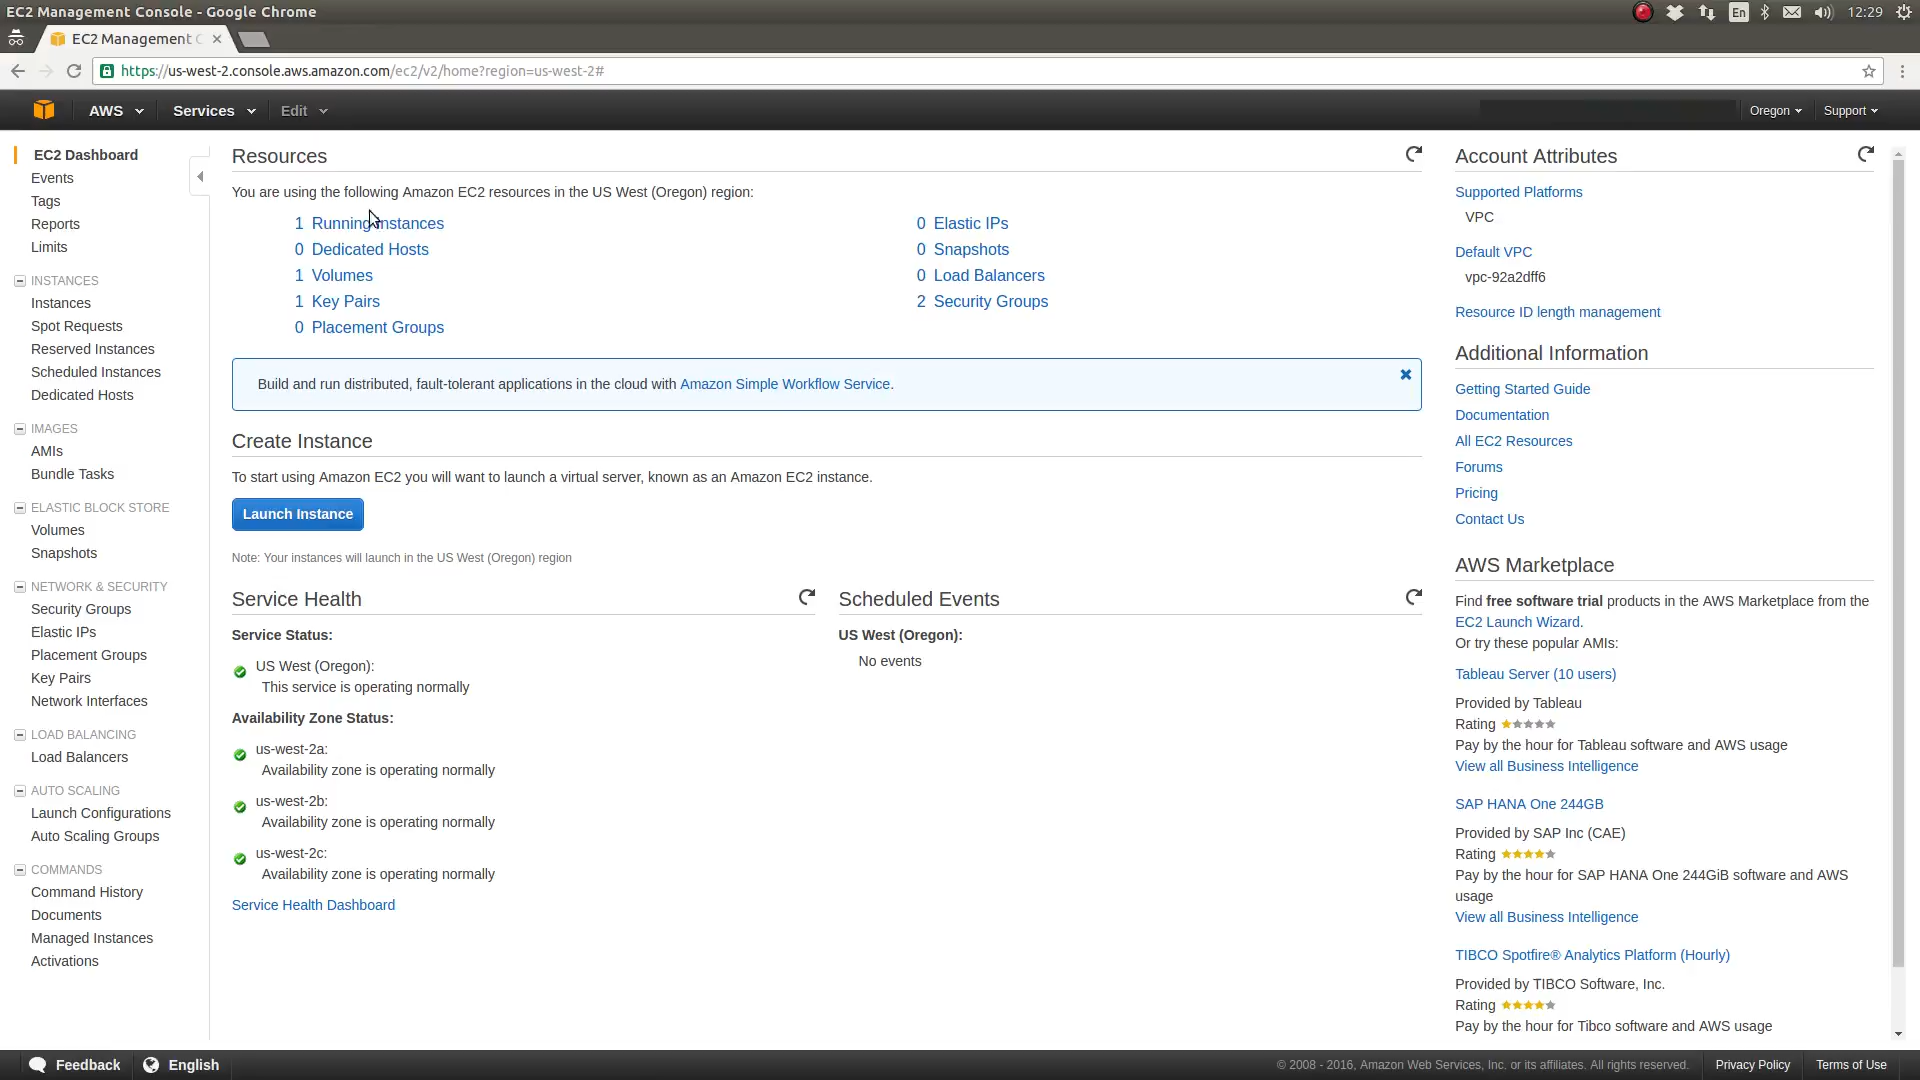 EC2 Management Console - Google Chrome
En
12:29
EC2 Management C
https://us-west-2.console.aws.amazon.com/ec2/v2/home?region=us-west-2#
AWS
Services
Edit
Oregon
Support
EC2 Dashboard
Events
Tags
Reports
Limits
INSTANCES
Instances
Spot Requests
Reserved Instances
Scheduled Instances
Dedicated Hosts
IMAGES
AMIs
Bundle Tasks
ELASTIC BLOCK STORE
Volumes
Snapshots
NETWORK & SECURITY
Security Groups
Elastic IPs
Placement Groups
Key Pairs
Network Interfaces
LOAD BALANCING
Load Balancers
AUTO SCALING
Launch Configurations
Auto Scaling Groups
COMMANDS
Command History
Documents
Managed Instances
Activations
Resources
You are using the following Amazon EC2 resources in the US West (Oregon) region:
1 Running Instances
0 Dedicated Hosts
1 Volumes
1 Key Pairs
0 Placement Groups
0 Elastic IPs
0 Snapshots
0 Load Balancers
2 Security Groups
Build and run distributed, fault-tolerant applications in the cloud with Amazon Simple Workflow Service.
Create Instance
To start using Amazon EC2 you will want to launch a virtual server, known as an Amazon EC2 instance.
Launch Instance
Note: Your instances will launch in the US West (Oregon) region
Service Health
Service Status:
US West (Oregon):
This service is operating normally
Availability Zone Status:
us-west-2a:
Availability zone is operating normally
us-west-2b:
Availability zone is operating normally
us-west-2c:
Availability zone is operating normally
Service Health Dashboard
Scheduled Events
US West (Oregon):
No events
Account Attributes
Supported Platforms
VPC
Default VPC
vpc-92a2dff6
Resource ID length management
Additional Information
Getting Started Guide
Documentation
All EC2 Resources
Forums
Pricing
Contact Us
AWS Marketplace
Find free software trial products in the AWS Marketplace from the
EC2 Launch Wizard.
Or try these popular AMIs:
Tableau Server (10 users)
Provided by Tableau
Rating
Pay by the hour for Tableau software and AWS usage
View all Business Intelligence
SAP HANA One 244GB
Provided by SAP Inc (CAE)
Rating
Pay by the hour for SAP HANA One 244GiB software and AWS
usage
View all Business Intelligence
TIBCO Spotfire® Analytics Platform (Hourly)
Provided by TIBCO Software, Inc.
Rating
Pay by the hour for Tibco software and AWS usage
Feedback
English
© 2008 - 2016, Amazon Web Services, Inc. or its affiliates. All rights reserved.
Privacy Policy
Terms of Use